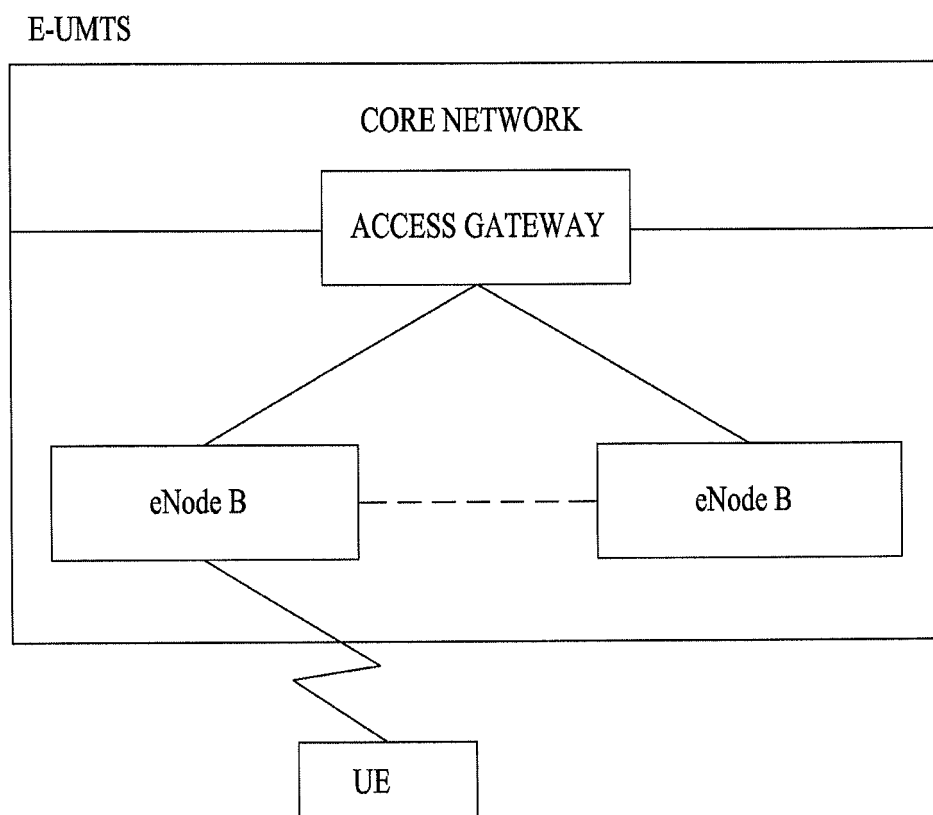 E-UMTS
CORE NETWORK
ACCESS GATEWAY
eNode B
eNode B
UE